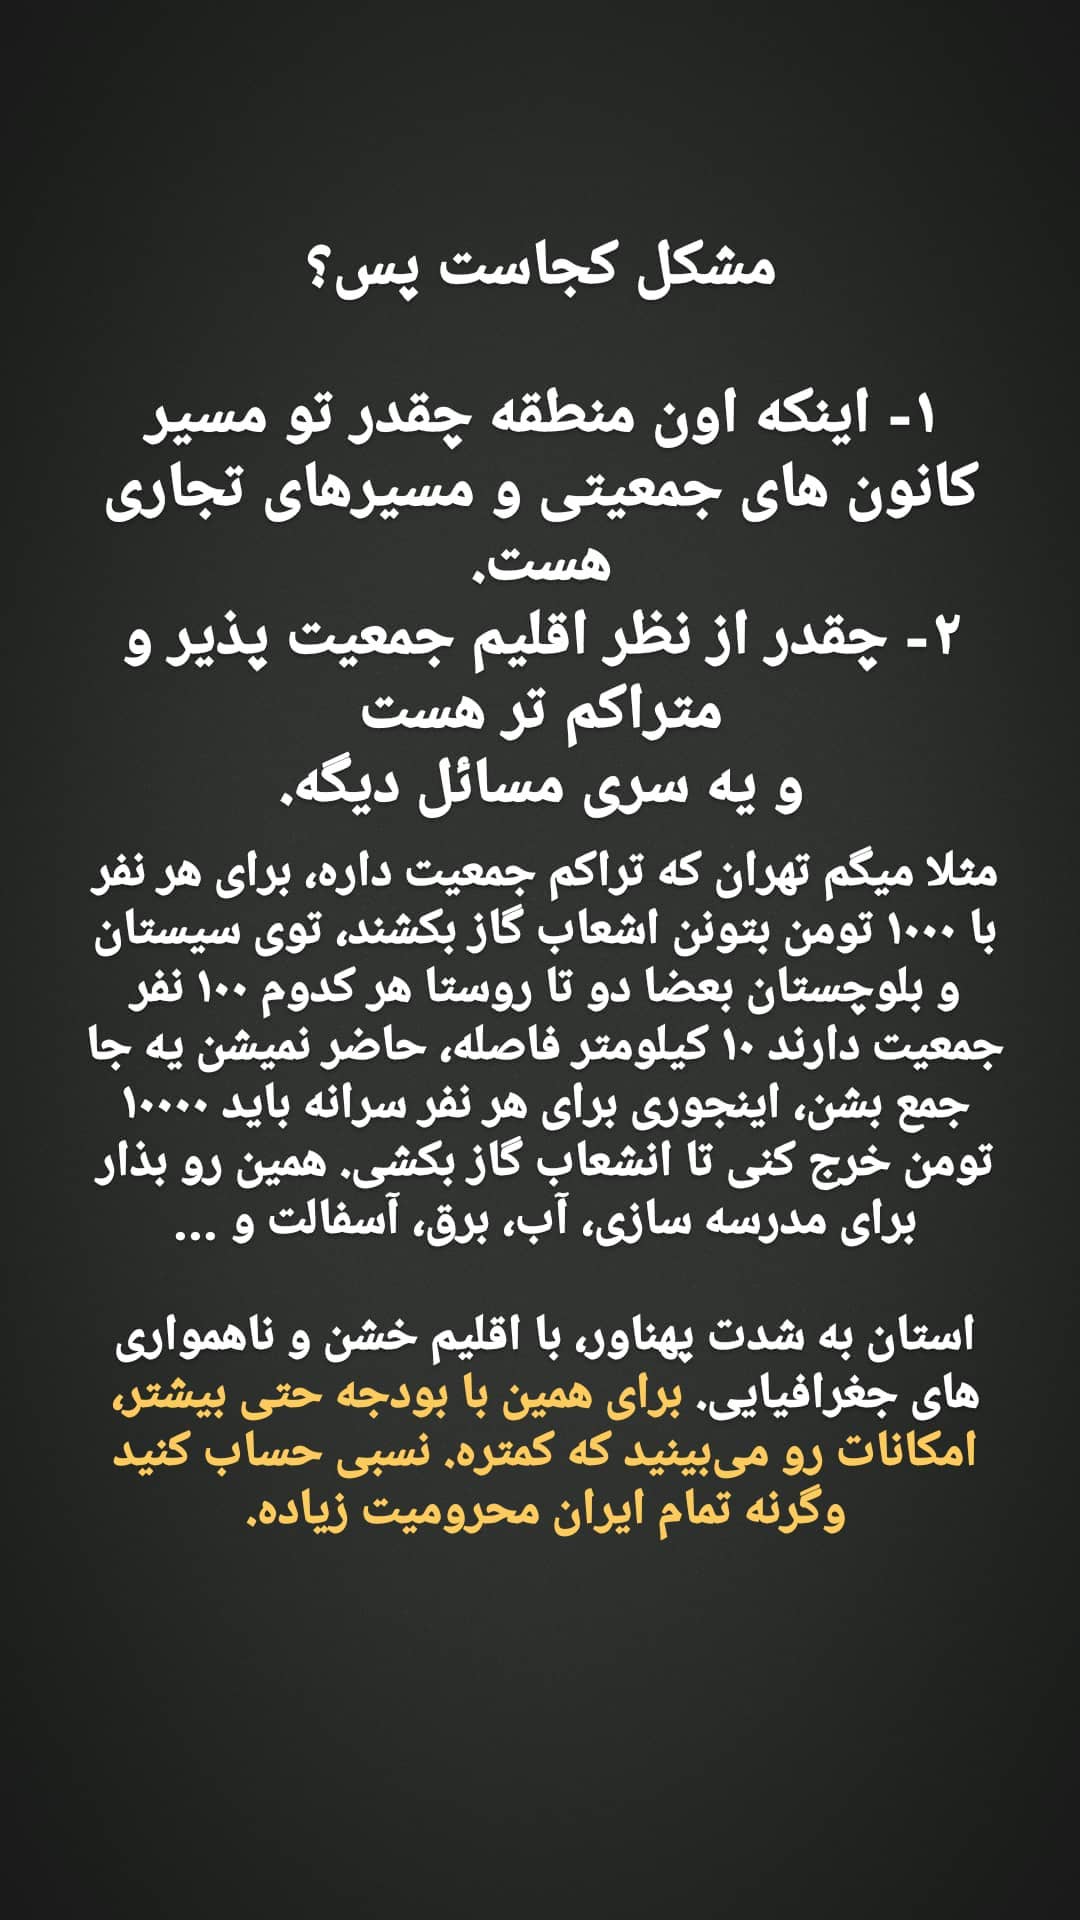 مشکل کجاست پس؟
۱- اینکه اون منطقه چقدر تو مسیر
کانون های جمعیتی و مسیرهای تجاری
هست.
۲- چقدر از نظر اقلیم جمعیت پذیر و
متراکم تر هست
و یه سری مسائل دیگه.
مثلا میگم تهران که تراکم جمعیت داره، برای هر نفر
با ۱۰۰۰ تومن بتونن اشعاب گاز بکشند، توی سیستان
و بلوچستان بعضا دو تا روستا هر کدوم ۱۰۰ نفر
جمعیت دارند ۱۰ کیلومتر فاصله، حاضر نمیشن یه جا
جمع بشن، اینجوری برای هر نفر سرانه باید ۱۰۰۰۰
تومن خرج کنی تا انشعاب گاز بکشی. همین رو بذار
برای مدرسه سازی، آب، برق، آسفالت و ...
استان به شدت پهناور، با اقلیم خشن و ناهمواری
های جغرافیایی. برای همین با بودجه حتی بیشتر،
امکانات رو می‌بینید که کمتره. نسبی حساب کنید
وگرنه تمام ایران محرومیت زیاده.